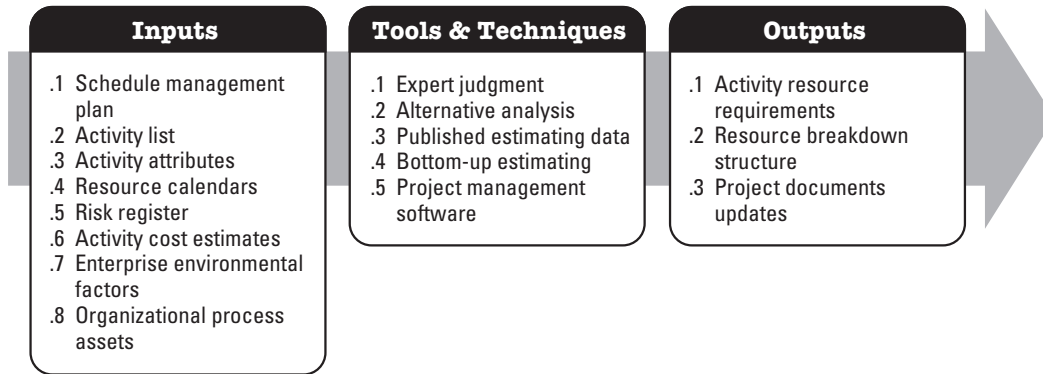 Inputs
.1 Schedule management
plan
.2 Activity list
.3 Activity attributes
.4 Resource calendars
.5 Risk register
.6 Activity cost estimates
.7 Enterprise environmental
factors
.8 Organizational process
assets
Tools & Techniques
.1 Expert judgment
.2 Alternative analysis
.3 Published estimating data
.4 Bottom-up estimating
.5 Project management
software
Outputs
.1 Activity resource
requirements
.2 Resource breakdown
structure
.3 Project documents
updates